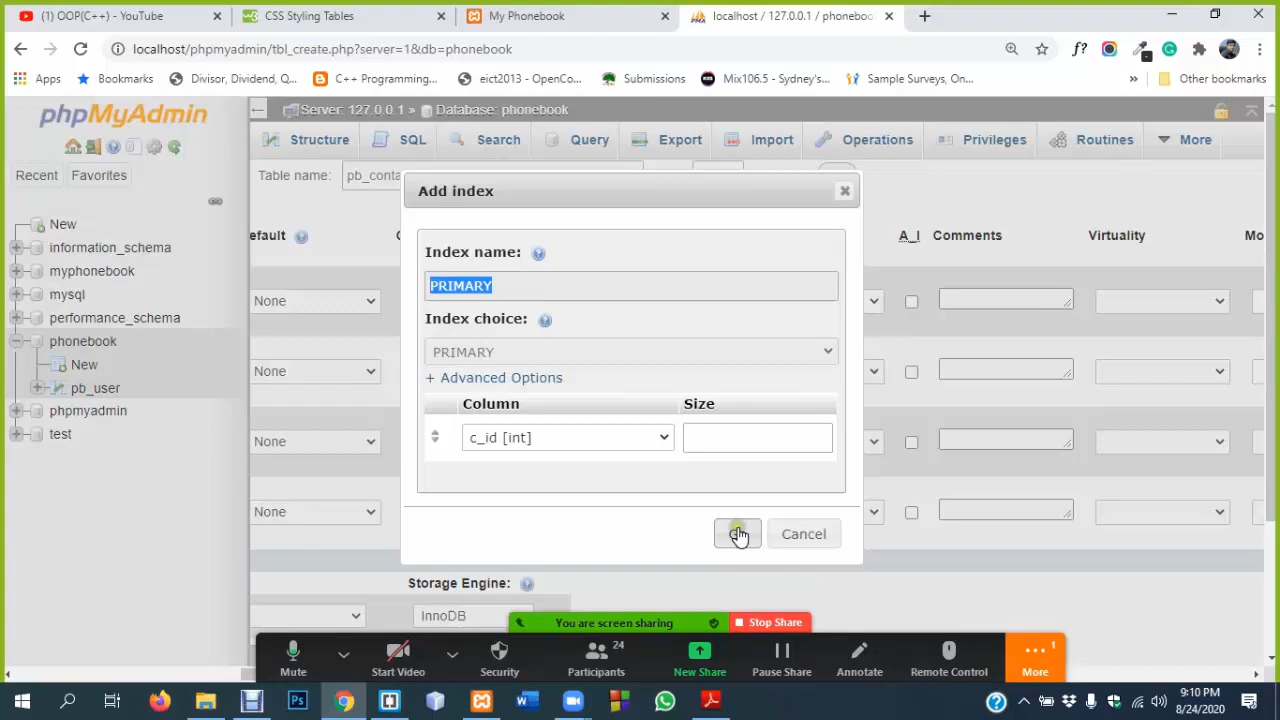 (1) OOP(C++) - YouTube
CSS Styling Tables
My Phonebook
localhost / 127.0.0.1 / phoneboo
localhost/phpmyadmin/tbl_create.php?server=1&db=phonebook
Apps
Bookmarks
Divisor, Dividend, Q...
C++ Programming...
eict2013 - OpenCo...
Submissions
Mix106.5 - Sydney's...
Sample Surveys, On...
Other bookmarks
phpMyAdmin
Server: 127.0.0.1 » Database: phonebook
Structure
SQL
Search
Query
Export
Import
Operations
Privileges
Routines
More
Recent
Favorites
Table name:
pb_conta
New
information_schema
myphonebook
mysql
performance_schema
phonebook
New
pb_user
phpmyadmin
test
efault
A_I
Comments
Virtuality
Mo
None
None
None
None
Add index
Index name:
PRIMARY
Index choice:
PRIMARY
+ Advanced Options
Column
Size
c_id [int]
Cancel
Storage Engine:
InnoDB
You are screen sharing
Stop Share
Mute
Start Video
Security
Participants
24
New Share
Pause Share
Annotate
Remote Control
More
1
9:10 PM
8/24/2020